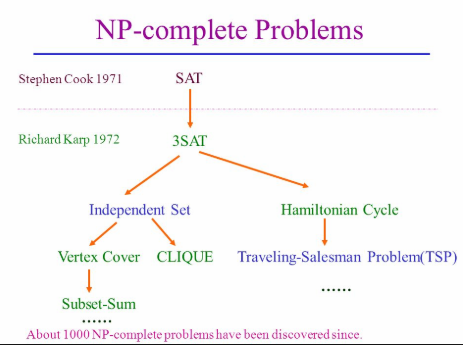 NP-complete Problems
Stephen Cook 1971 SAT
Richard Karp 1972 3SAT
Independent Set Hamiltonian Cycle
Vertex Cover CLIQUE Traveling-Salesman Problem(TSP)
......
Subset-Sum
......
About 1000 NP-complete problems have been discovered since.